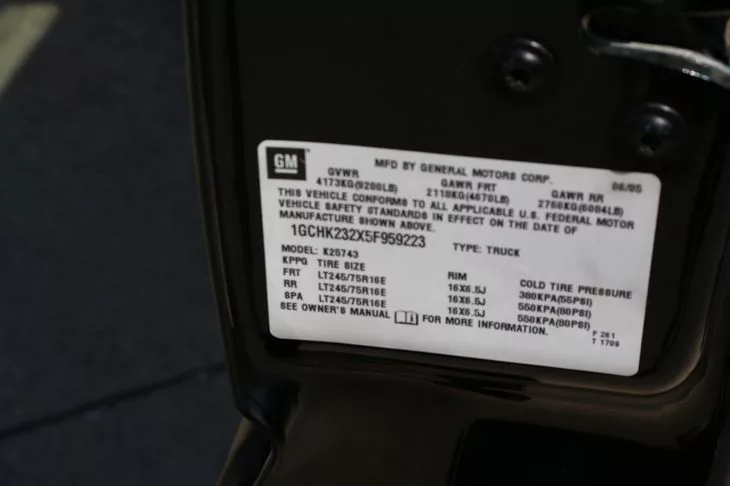 GM
MFD BY GENERAL MOTORS CORP. 06/05
GVWR GAWR FRT GAWR RR
4173KG(9200LB) 2118KG(4670LB) 2760KG(6084LB)
THIS VEHICLE CONFORMS TO ALL APPLICABLE U.S. FEDERAL MOTOR
VEHICLE SAFETY STANDARDS IN EFFECT ON THE DATE OF
MANUFACTURE SHOWN ABOVE.
1GCHK232X5F959223 TYPE: TRUCK
MODEL: K25743
KPPG TIRE SIZE RIM COLD TIRE PRESSURE
FRT LT245/75R16E 16X6.5J 380KPA(55PSI)
RR LT245/75R16E 16X6.5J 550KPA(80PSI)
SPA LT245/75R16E 16X6.5J 550KPA(80PSI)
SEE OWNER'S MANUAL FOR MORE INFORMATION.
F 261
T 1709